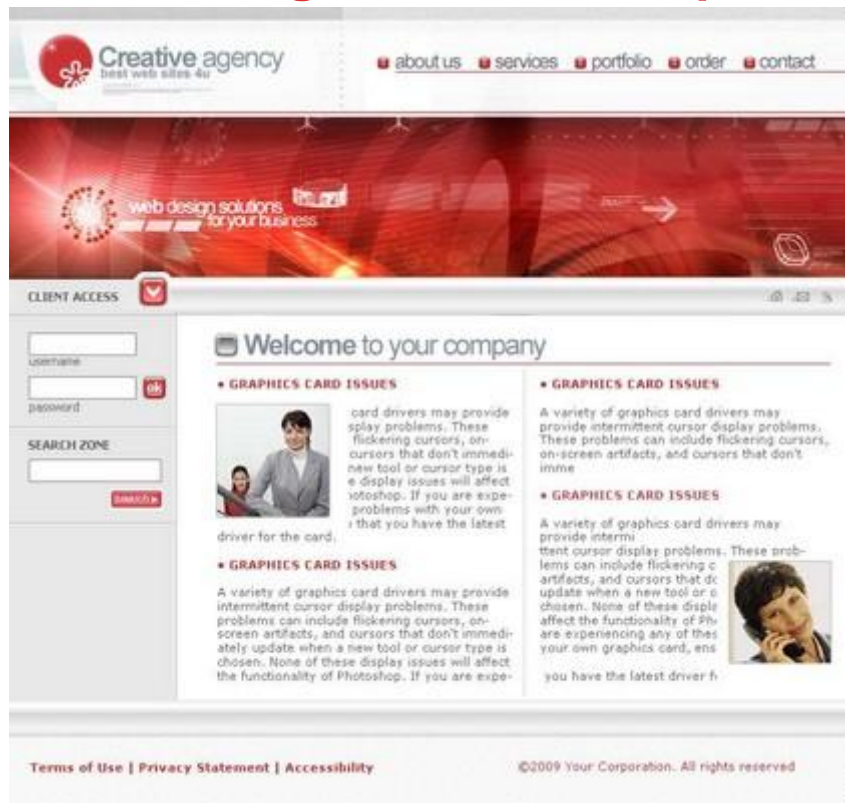 Creative agency
best web sites 4u
about us
services
portfolio
order
contact
web design solutions
for your business
CLIENT ACCESS
username
ok
password
SEARCH ZONE
search
Welcome to your company
• GRAPHICS CARD ISSUES
card drivers may provide
splay problems. These
flickering cursors, on-
cursors that don't immedi-
new tool or cursor type is
e display issues will affect
otoshop. If you are expe-
problems with your own
that you have the latest
driver for the card.
• GRAPHICS CARD ISSUES
A variety of graphics card drivers may provide
intermittent cursor display problems. These
problems can include flickering cursors, on-
screen artifacts, and cursors that don't immedi-
ately update when a new tool or cursor type is
chosen. None of these display issues will affect
the functionality of Photoshop. If you are expe-
• GRAPHICS CARD ISSUES
A variety of graphics card drivers may
provide intermittent cursor display problems.
These problems can include flickering cursors,
on-screen artifacts, and cursors that don't
imme
• GRAPHICS CARD ISSUES
A variety of graphics card drivers may
provide intermi
ttent cursor display problems. These prob-
lems can include flickering c
artifacts, and cursors that do
update when a new tool or c
chosen. None of these displa
affect the functionality of Ph
are experiencing any of thes
your own graphics card, ens
you have the latest driver f
Terms of Use | Privacy Statement | Accessibility
©2009 Your Corporation. All rights reserved